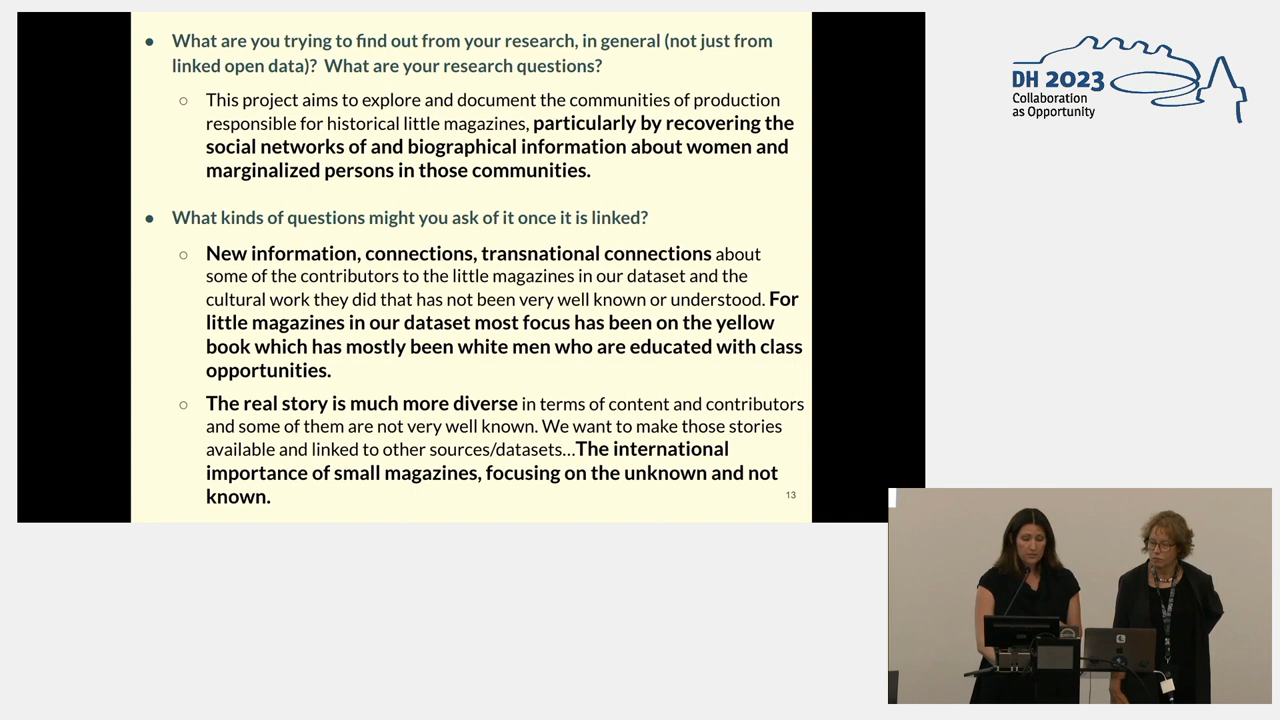 What are you trying to find out from your research, in general (not just from
linked open data)? What are your research questions?
This project aims to explore and document the communities of production
responsible for historical little magazines, particularly by recovering the
social networks of and biographical information about women and
marginalized persons in those communities.
What kinds of questions might you ask of it once it is linked?
New information, connections, transnational connections about
some of the contributors to the little magazines in our dataset and the
cultural work they did that has not been very well known or understood. For
little magazines in our dataset most focus has been on the yellow
book which has mostly been white men who are educated with class
opportunities.
The real story is much more diverse in terms of content and contributors
and some of them are not very well known. We want to make those stories
available and linked to other sources/datasets…The international
importance of small magazines, focusing on the unknown and not
known.
13
DH 2023
Collaboration
as Opportunity